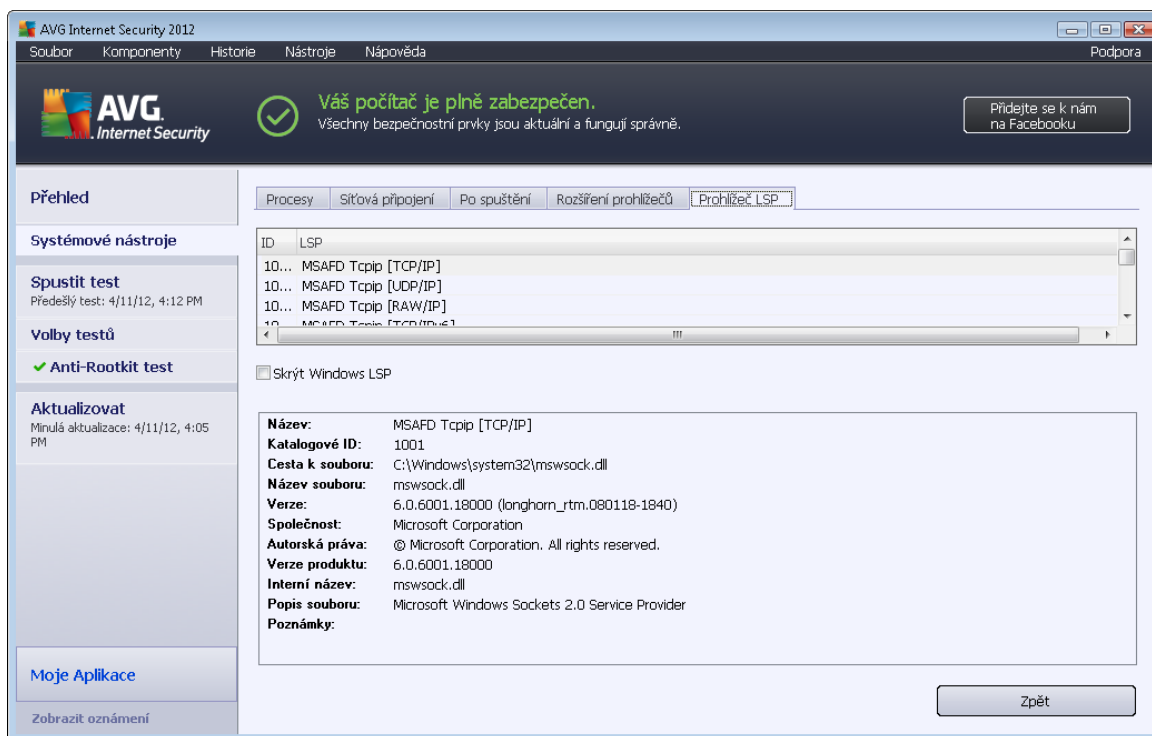 AVG Internet Security 2012
Soubor Komponenty Historie Nástroje Nápověda Podpora
AVG.
Internet Security
Váš počítač je plně zabezpečen.
Všechny bezpečnostní prvky jsou aktuální a fungují správně.
Přidejte se k nám
na Facebooku
Přehled
Systémové nástroje
Spustit test
Předešlý test: 4/11/12, 4:12 PM
Volby testů
Anti-Rootkit test
Aktualizovat
Minulá aktualizace: 4/11/12, 4:05
PM
Moje Aplikace
Zobrazit oznámení
Procesy Síťová připojení Po spuštění Rozšíření prohlížečů Prohlížeč LSP
ID LSP
10... MSAFD Tcpip [TCP/IP]
10... MSAFD Tcpip [UDP/IP]
10... MSAFD Tcpip [RAW/IP]
10... MSAFD Tcpip [TCP/IPv6]
Skrýt Windows LSP
Název: MSAFD Tcpip [TCP/IP]
Katalogové ID: 1001
Cesta k souboru: C:\Windows\system32\mswsock.dll
Název souboru: mswsock.dll
Verze: 6.0.6001.18000 (longhorn_rtm.080118-1840)
Společnost: Microsoft Corporation
Autorská práva: © Microsoft Corporation. All rights reserved.
Verze produktu: 6.0.6001.18000
Interní název: mswsock.dll
Popis souboru: Microsoft Windows Sockets 2.0 Service Provider
Poznámky:
Zpět